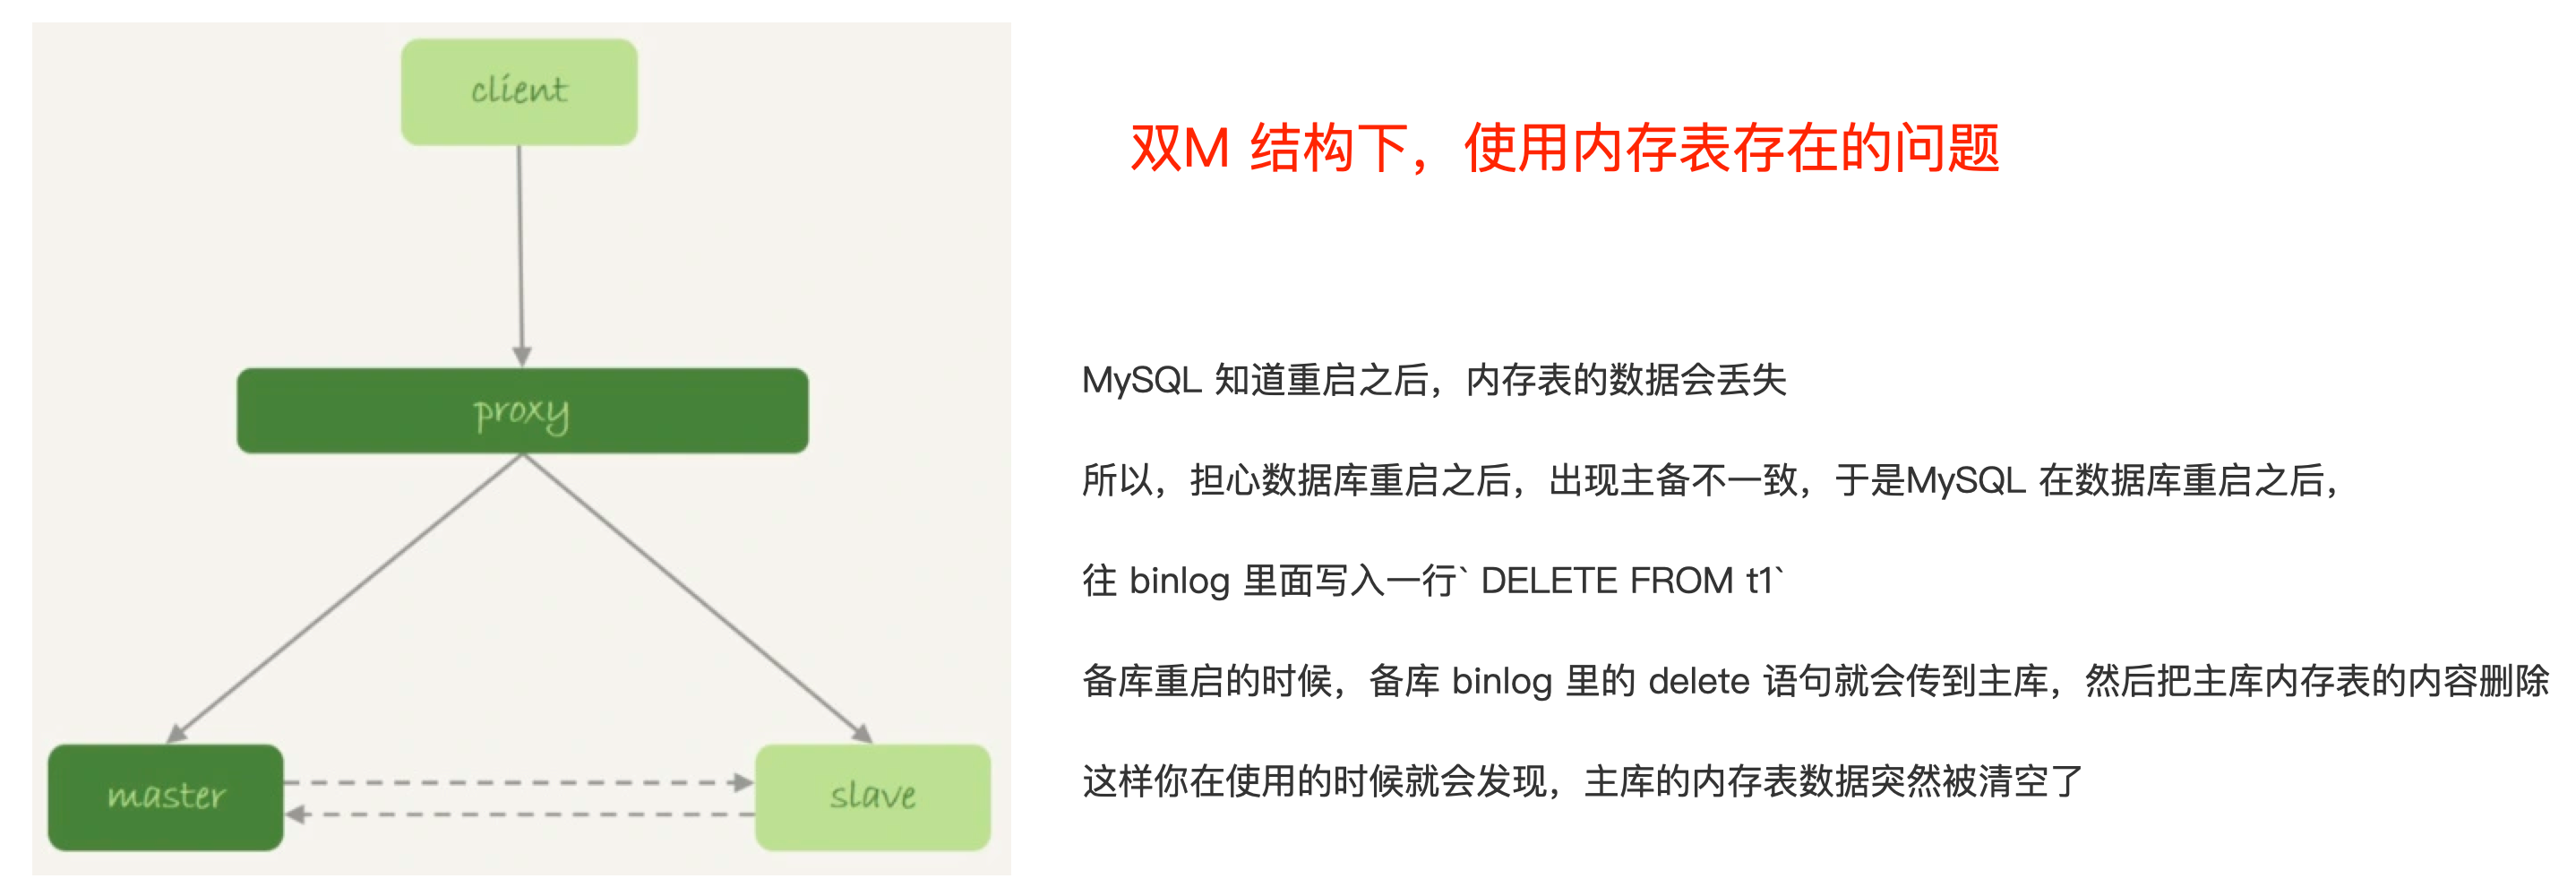 client
proxy
master
slave
双M 结构下，使用内存表存在的问题
MySQL 知道重启之后，内存表的数据会丢失
所以，担心数据库重启之后，出现主备不一致，于是MySQL 在数据库重启之后，
往 binlog 里面写入一行` DELETE FROM t1`
备库重启的时候，备库 binlog 里的 delete 语句就会传到主库，然后把主库内存表的内容删除
这样你在使用的时候就会发现，主库的内存表数据突然被清空了